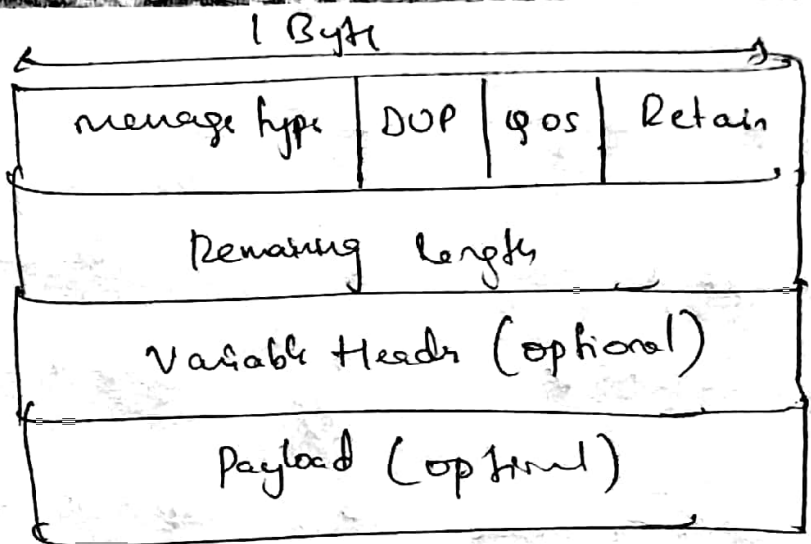 1 Byte
message type DUP QOS Retain
Remaining length
Variable Header (optional)
Payload (optional)